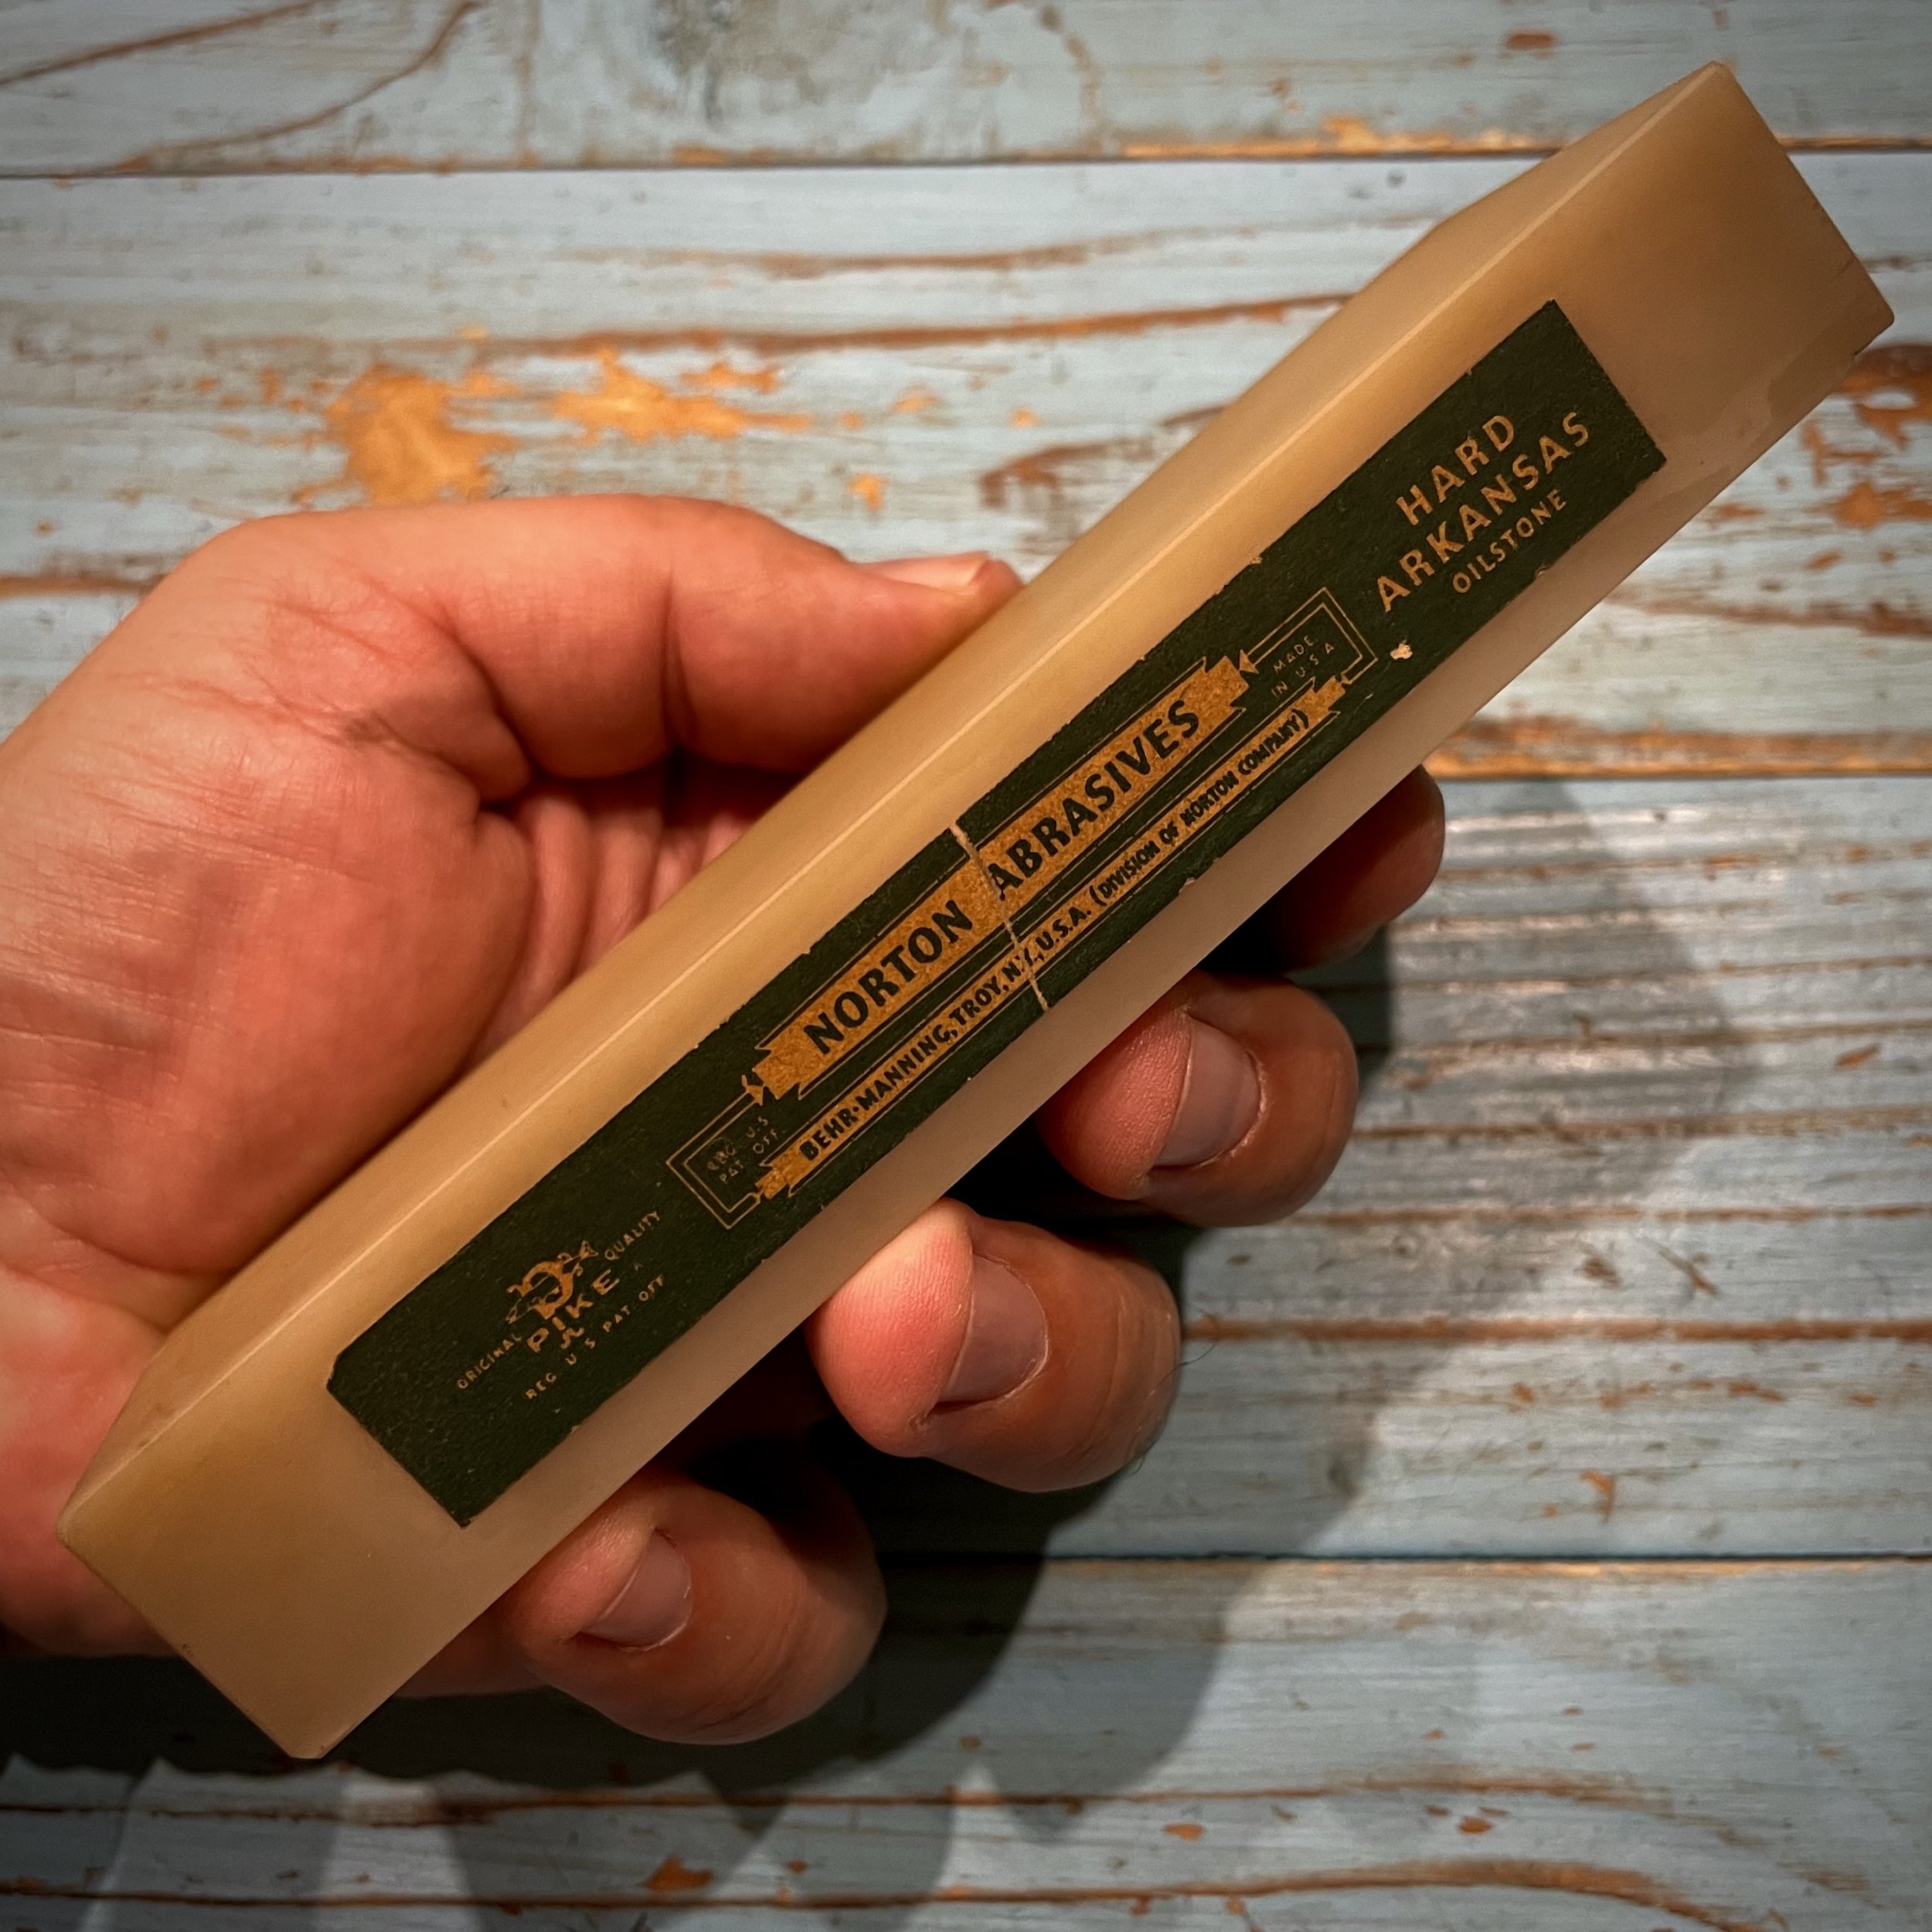 ORIGINAL PIKE QUALITY
REG U S PAT OFF
REG U.S.
PAT OFF
NORTON ABRASIVES
BEHR-MANNING, TROY, N.Y., U.S.A. (DIVISION OF NORTON COMPANY)
MADE
IN U S A
HARD
ARKANSAS
OILSTONE